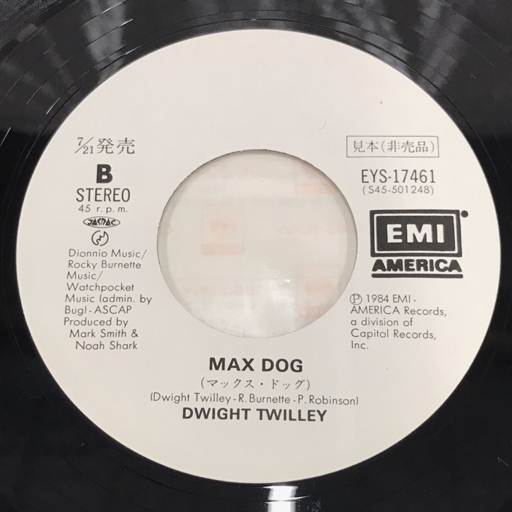 7/21発売
B
STEREO
45 r.p.m.
JASRAC
Dionnio Music/
Rocky Burnette
Music/
Watchpocket
Music (admin. by
Bug) - ASCAP
Produced by
Mark Smith &
Noah Shark
見本(非売品)
EYS-17461
(S45-501248)
EMI
AMERICA
Ⓟ 1984 EMI-
AMERICA Records,
a division of
Capitol Records,
Inc.
MAX DOG
(マックス・ドッグ)
(Dwight Twilley - R. Burnette - P. Robinson)
DWIGHT TWILLEY